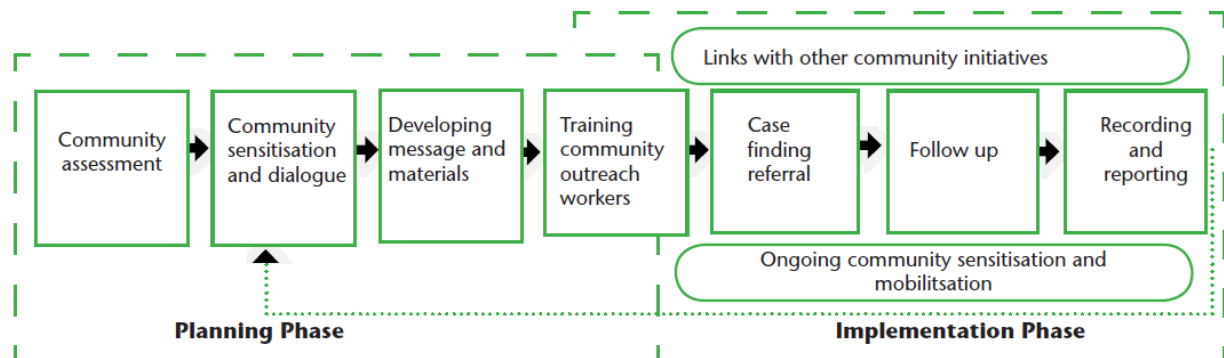 Links with other community initiatives
Community
assessment
Community
sensitisation
and dialogue
Developing
message and
materials
Training
community
outreach
workers
Case
finding
referral
Follow up
Recording
and
reporting
Ongoing community sensitisation and
mobilitsation
Planning Phase
Implementation Phase